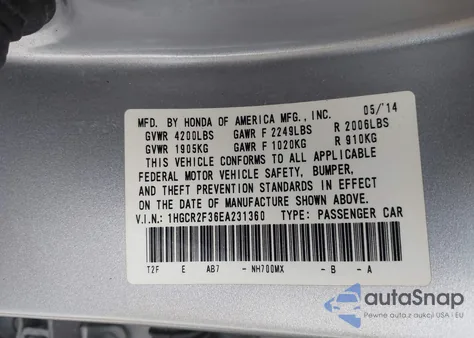 MFD. BY HONDA OF AMERICA MFG., INC. 05/'14
GVWR 4200LBS GAWR F 2249LBS R 2006LBS
GVWR 1905KG GAWR F 1020KG R 910KG
THIS VEHICLE CONFORMS TO ALL APPLICABLE
FEDERAL MOTOR VEHICLE SAFETY, BUMPER,
AND THEFT PREVENTION STANDARDS IN EFFECT
ON THE DATE OF MANUFACTURE SHOWN ABOVE.
V.I.N.: 1HGCR2F36EA231360 TYPE: PASSENGER CAR
T2F E AB7 -NH700MX -B -A
autoSnap
Pewne auta z aukcji USA i EU